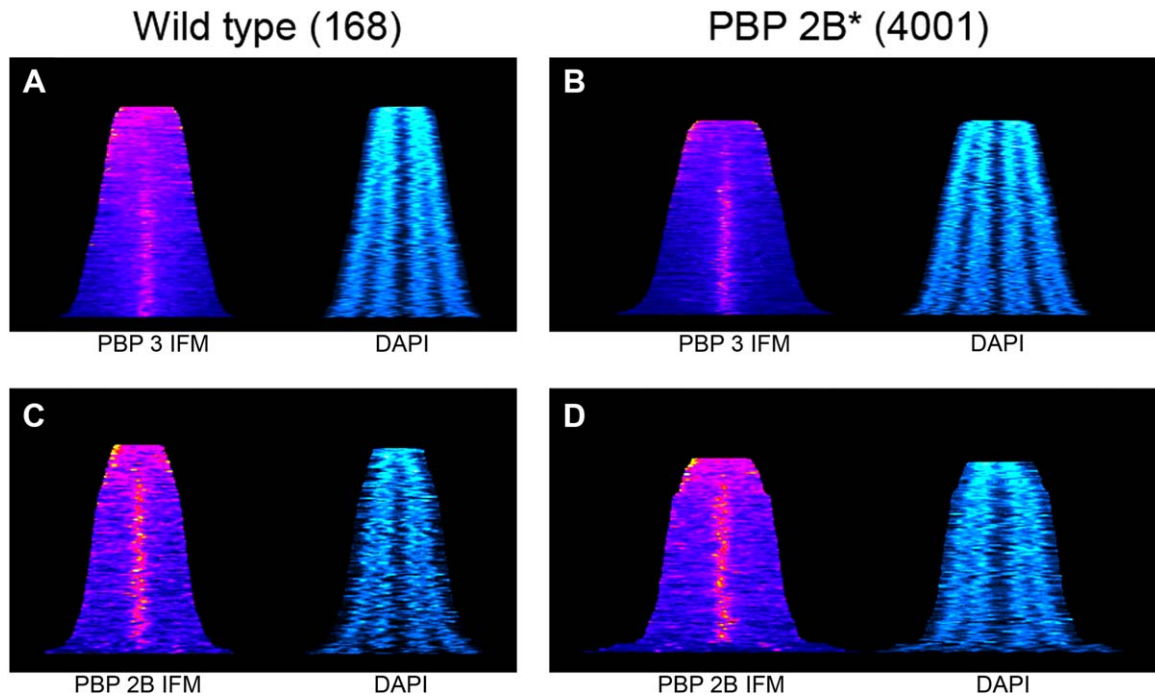 Wild type (168)
PBP 2B* (4001)
A
B
PBP 3 IFM
DAPI
PBP 3 IFM
DAPI
C
D
PBP 2B IFM
DAPI
PBP 2B IFM
DAPI